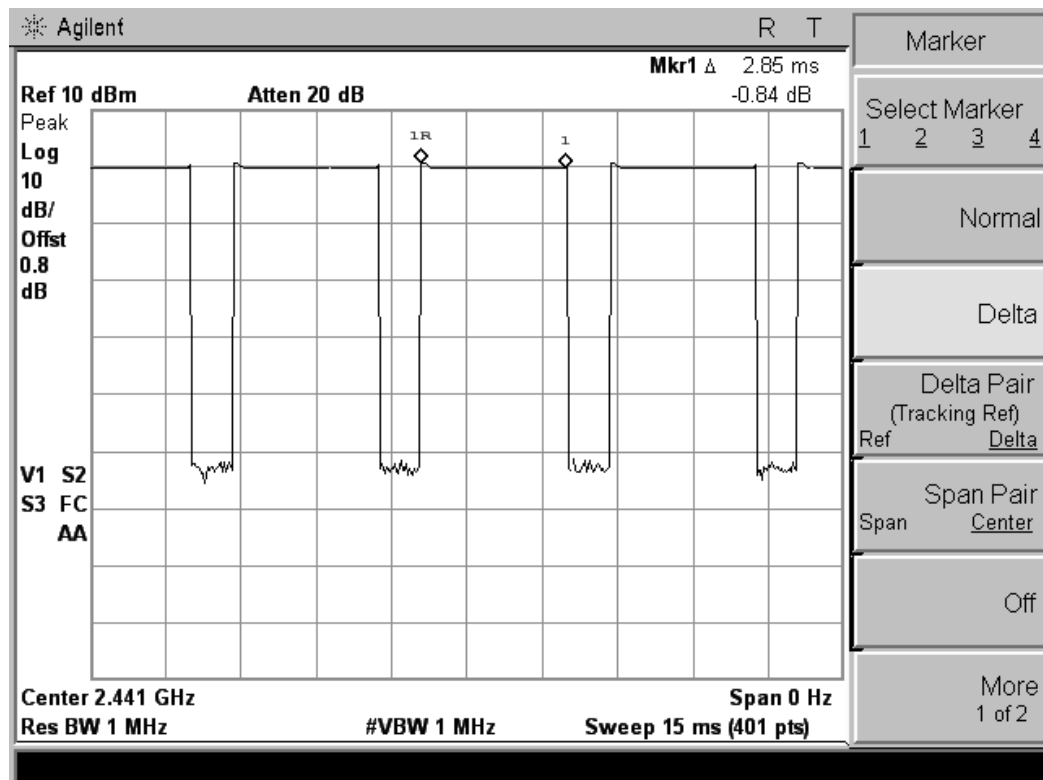 Agilent R T
Mkr1 Δ 2.85 ms
Ref 10 dBm Atten 20 dB -0.84 dB
Peak
Log
10
dB/
Offst
0.8
dB
1R
1
V1 S2
S3 FC
AA
Center 2.441 GHz Span 0 Hz
Res BW 1 MHz #VBW 1 MHz Sweep 15 ms (401 pts)
Marker
Select Marker
1 2 3 4
Normal
Delta
Delta Pair
(Tracking Ref)
Ref Delta
Span Pair
Span Center
Off
More
1 of 2